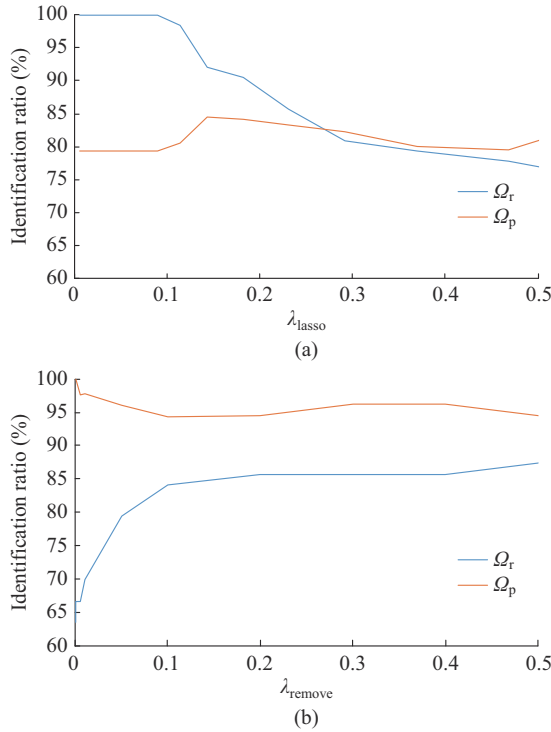 100
95
90
85
80
75
70
65
60
Identification ratio (%)
Ωr
Ωp
0 0.1 0.2 0.3 0.4 0.5
λlasso
(a)
100
95
90
85
80
75
70
65
60
Identification ratio (%)
Ωr
Ωp
0 0.1 0.2 0.3 0.4 0.5
λremove
(b)